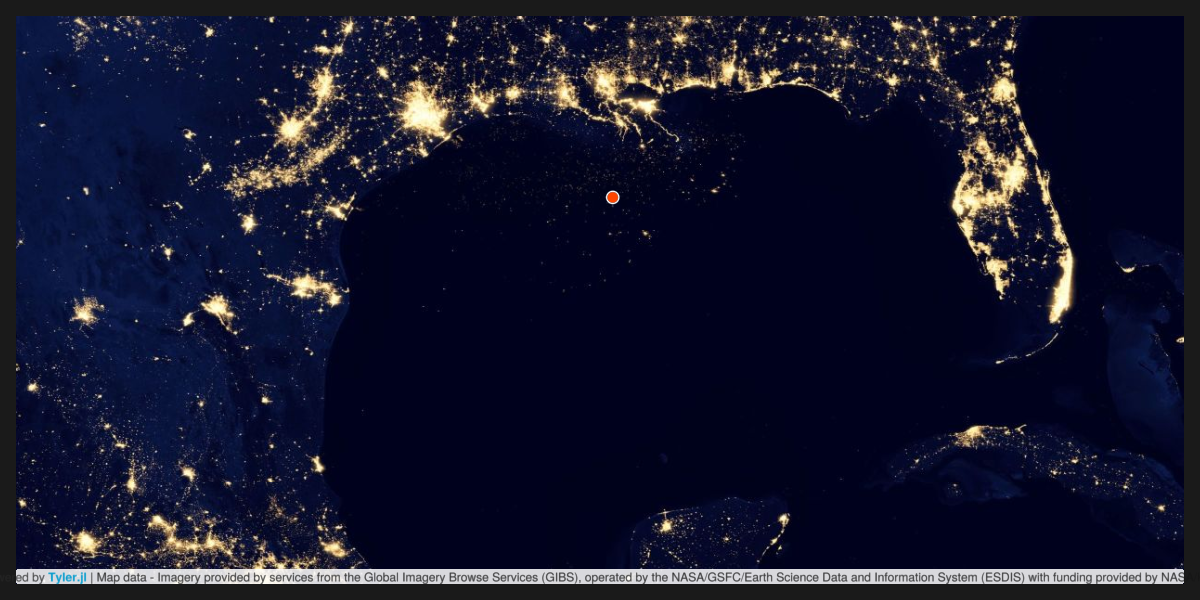 ed by Tyler.jl | Map data - Imagery provided by services from the Global Imagery Browse Services (GIBS), operated by the NASA/GSFC/Earth Science Data and Information System (ESDIS) with funding provided by NAS